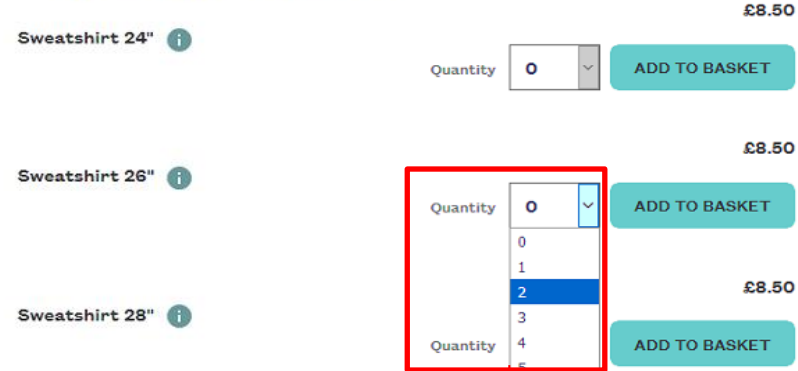 £8.50
Sweatshirt 24"
Quantity 0 ADD TO BASKET
£8.50
Sweatshirt 26"
Quantity 0 ADD TO BASKET
0
1
2
£8.50
3
Sweatshirt 28"
Quantity 4 ADD TO BASKET
5